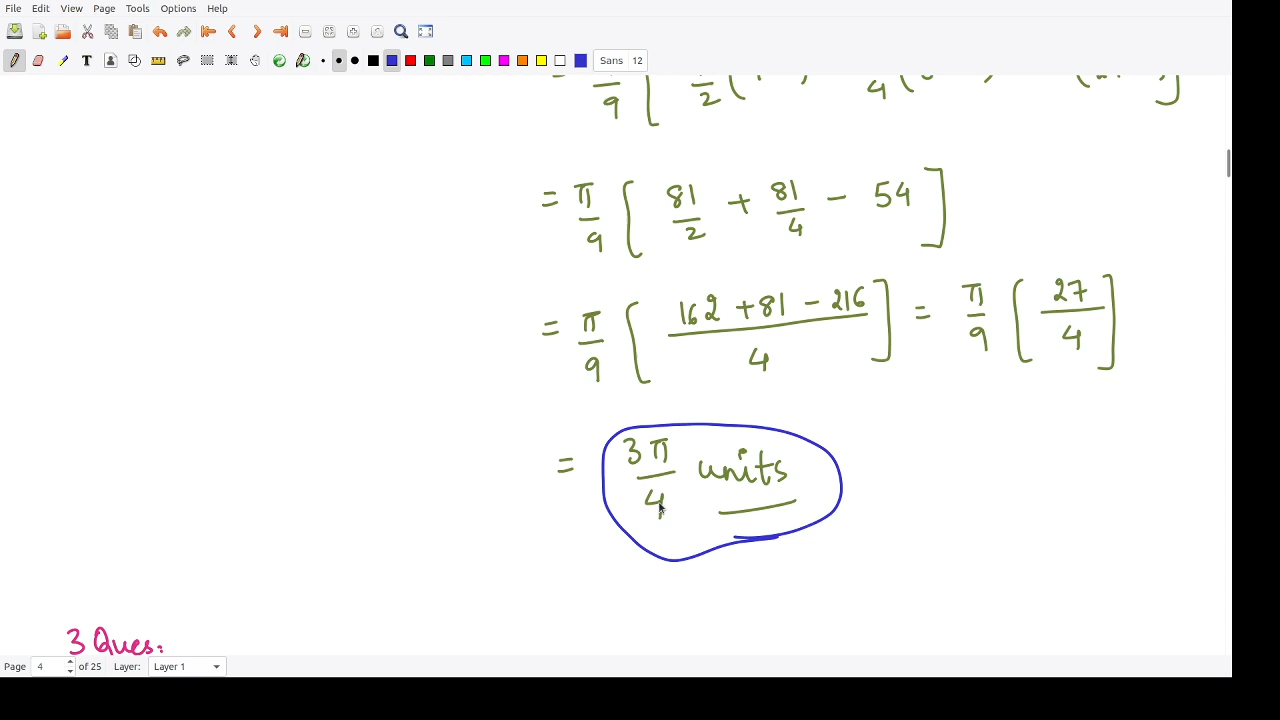 File Edit View Page Tools Options Help
T Sans 12
= π/9 [ 81/2 + 81/4 - 54 ]
= π/9 [ (162 + 81 - 216)/4 ] = π/9 [ 27/4 ]
= 3π/4 units
3 Ques:
Page 4 of 25 Layer: Layer 1